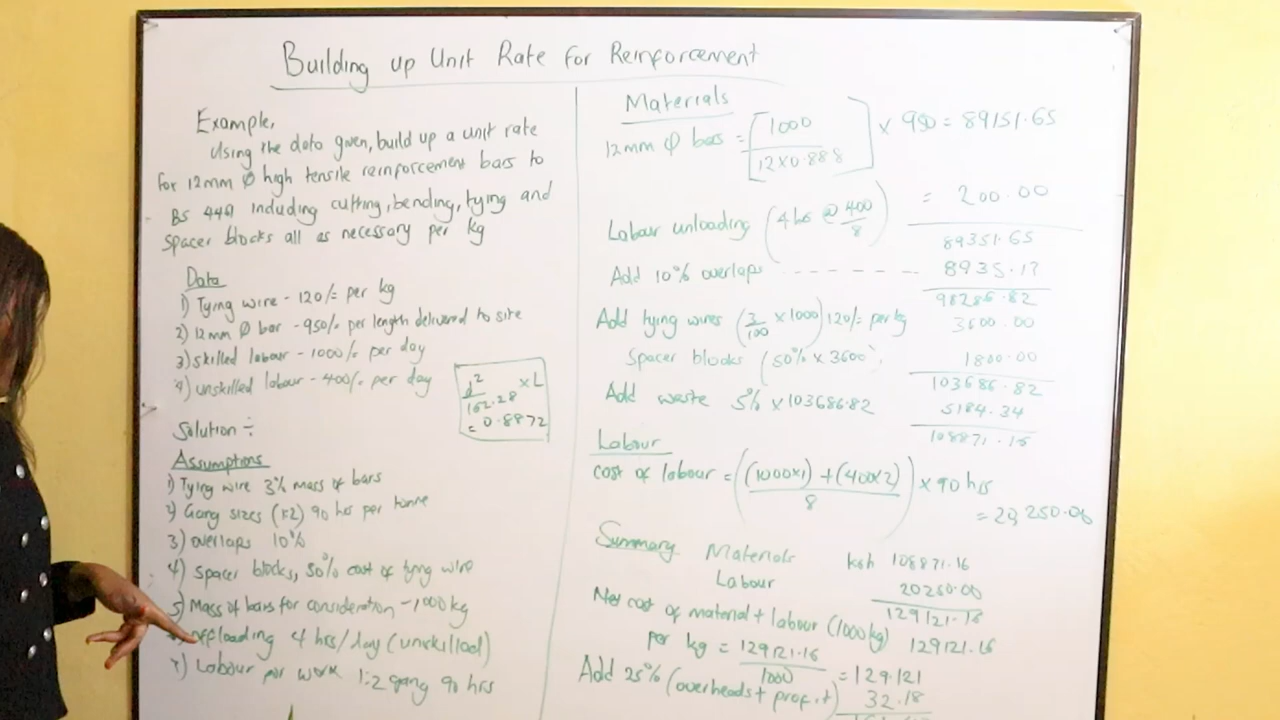 Building up Unit Rate for Reinforcement
Example,
Using the data given, build up a unit rate
for 12mm Ø high tensile reinforcement bars to
BS 4449 including cutting, bending, tying and
spacer blocks all as necessary per kg
Data
1) Tying wire - 120/= per kg
2) 12mm Ø bar - 950/= per length delivered to site
3) skilled labour - 1000/= per day
4) unskilled labour - 400/= per day
d²/162.28 × L
= 0.8872
Solution :-
Assumptions
1) Tying wire 3% mass of bars
2) Gang sizes (1:2) 90 hrs per tonne
3) overlaps 10%
4) spacer blocks, 50% cost of tying wire
5) Mass of bars for consideration - 1000kg
offloading 4 hrs/day (unskilled)
7) Labour per work 1:2 gang 90 hrs
Materials
12mm Ø bars = [1000/12×0.888] × 950 = 89151.65
Labour unloading (4hrs @ 400/8) = 200.00
89351.65
Add 10% overlaps ------- 8935.17
98286.82
Add tying wires (3/100 × 1000) 120/= per kg 3600.00
Spacer blocks (50% × 3600) 1800.00
103686.82
Add waste 5% × 103686.82 5184.34
108871.16
Labour
cost of labour = ((1000×1) + (400×2)/8) × 90 hrs
= 20,250.00
Summary Materials ksh 108871.16
Labour 20250.00
129121.16
Net cost of material + labour (1000kg) 129121.16
per kg = 129121.16/1000 = 129.121
Add 25% (overheads + profit) 32.18